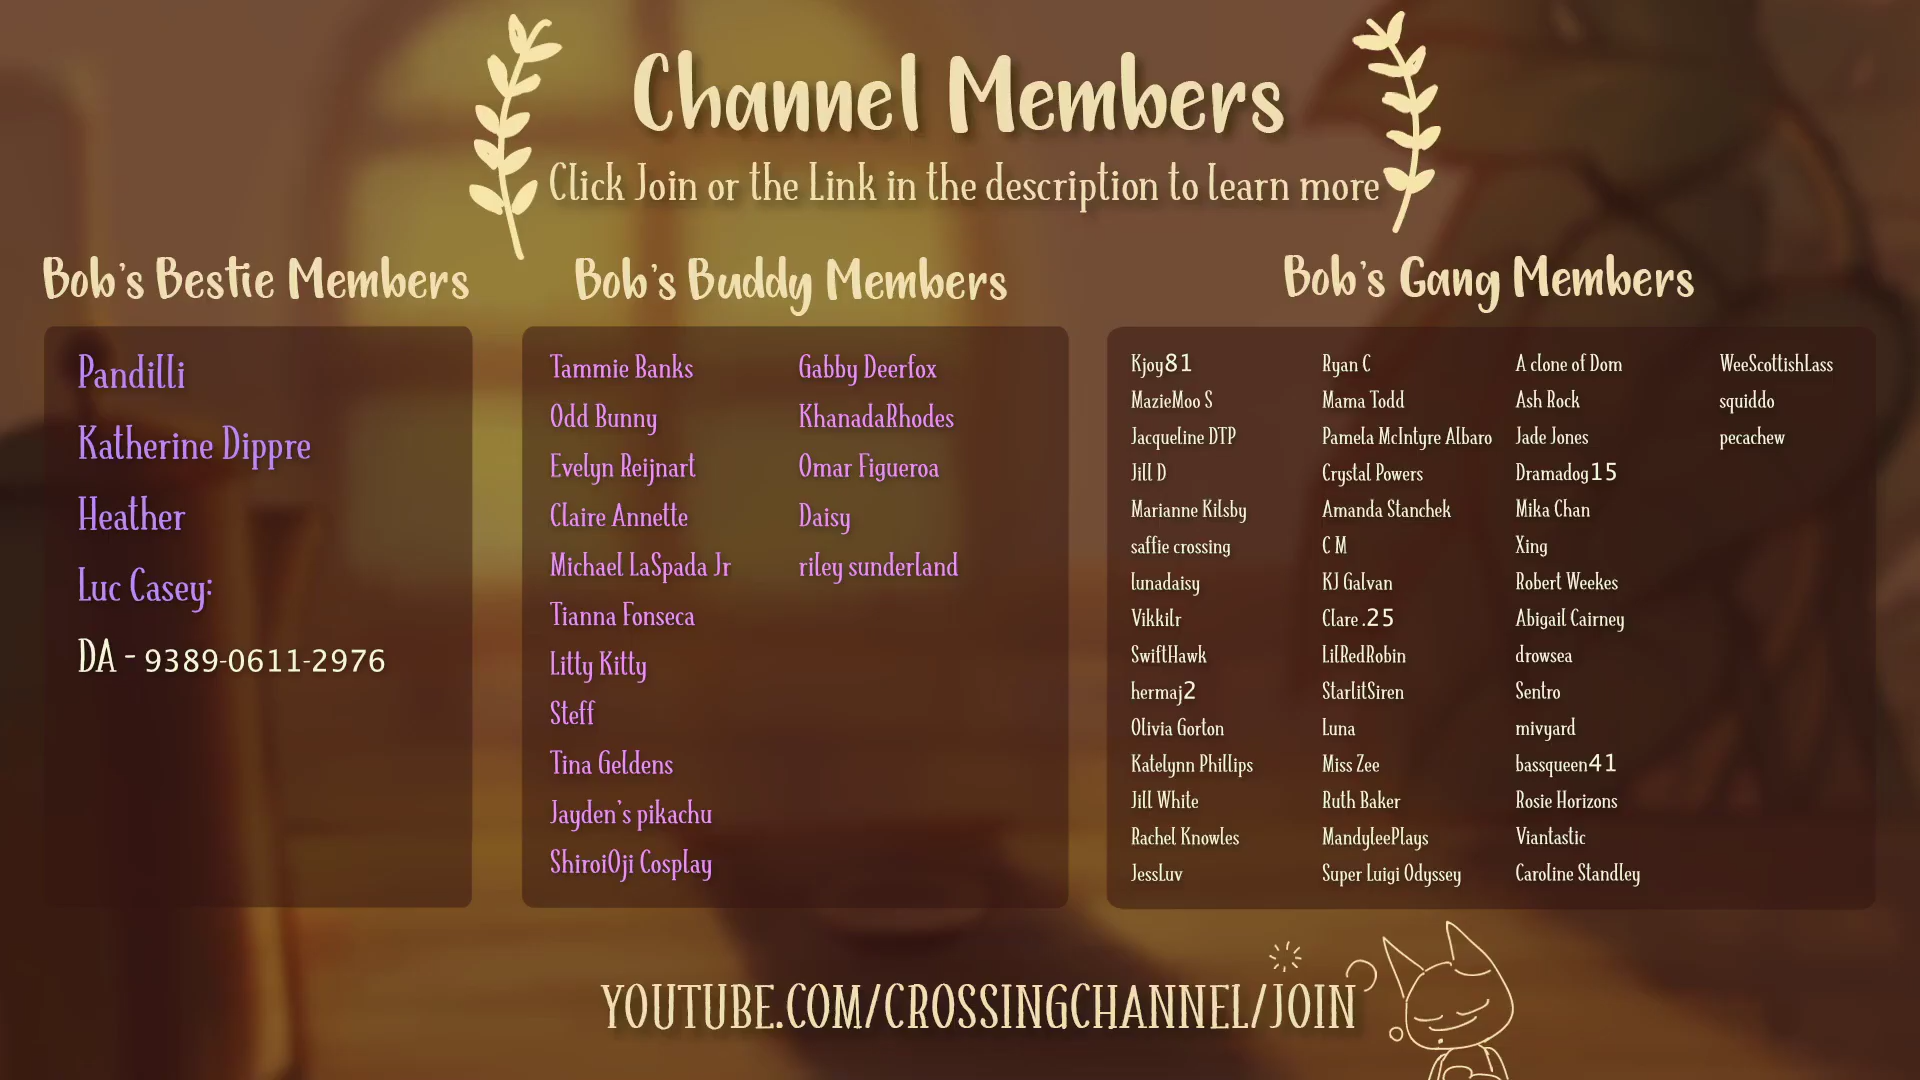 Channel Members
Click Join or the Link in the description to learn more
Bob's Bestie Members
Pandilli
Katherine Dippre
Heather
Luc Casey:
DA - 9389-0611-2976
Bob's Buddy Members
Tammie Banks
Odd Bunny
Evelyn Reijnart
Claire Annette
Michael LaSpada Jr
Tianna Fonseca
Litty Kitty
Steff
Tina Geldens
Jayden's pikachu
ShiroiOji Cosplay
Gabby Deerfox
KhanadaRhodes
Omar Figueroa
Daisy
riley sunderland
Bob's Gang Members
Kjoy81
MazieMoo S
Jacqueline DTP
Jill D
Marianne Kilsby
saffie crossing
lunadaisy
Vikkilr
SwiftHawk
hermaj2
Olivia Gorton
Katelynn Phillips
Jill White
Rachel Knowles
JessLuv
Ryan C
Mama Todd
Pamela McIntyre Albaro
Crystal Powers
Amanda Stanchek
C M
KJ Galvan
Clare .25
LilRedRobin
StarlitSiren
Luna
Miss Zee
Ruth Baker
MandyleePlays
Super Luigi Odyssey
A clone of Dom
Ash Rock
Jade Jones
Dramadog15
Mika Chan
Xing
Robert Weekes
Abigail Cairney
drowsea
Sentro
mivyard
bassqueen41
Rosie Horizons
Viantastic
Caroline Standley
WeeScottishLass
squiddo
pecachew
YOUTUBE.COM/CROSSINGCHANNEL/JOIN